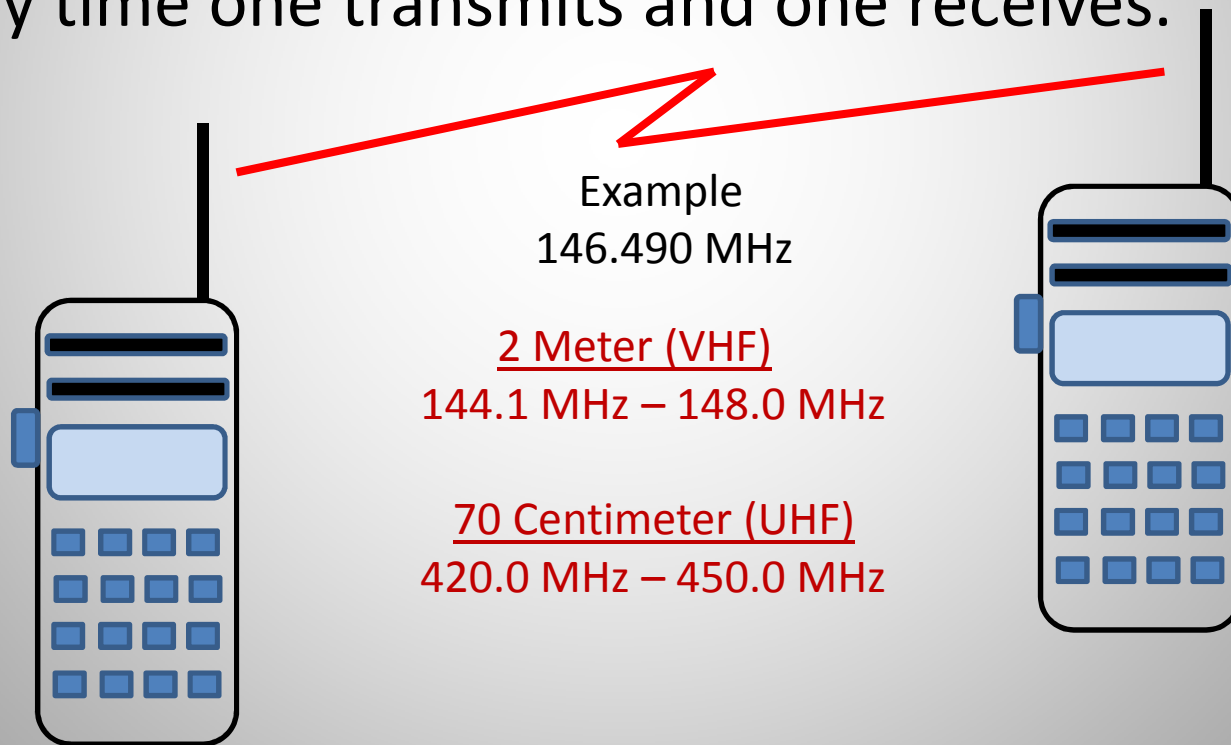 y time one transmits and one receives.
Example
146.490 MHz
2 Meter (VHF)
144.1 MHz – 148.0 MHz
70 Centimeter (UHF)
420.0 MHz – 450.0 MHz